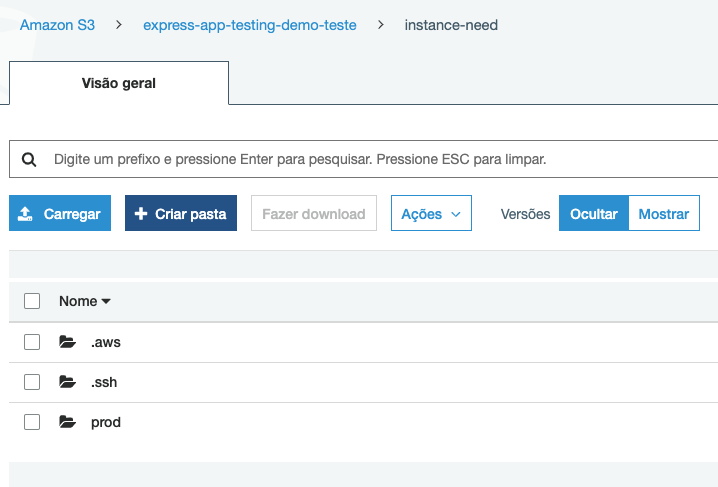 Amazon S3 > express-app-testing-demo-teste > instance-need
Visão geral
Digite um prefixo e pressione Enter para pesquisar. Pressione ESC para limpar.
Carregar + Criar pasta Fazer download Ações Versões Ocultar Mostrar
Nome
.aws
.ssh
prod